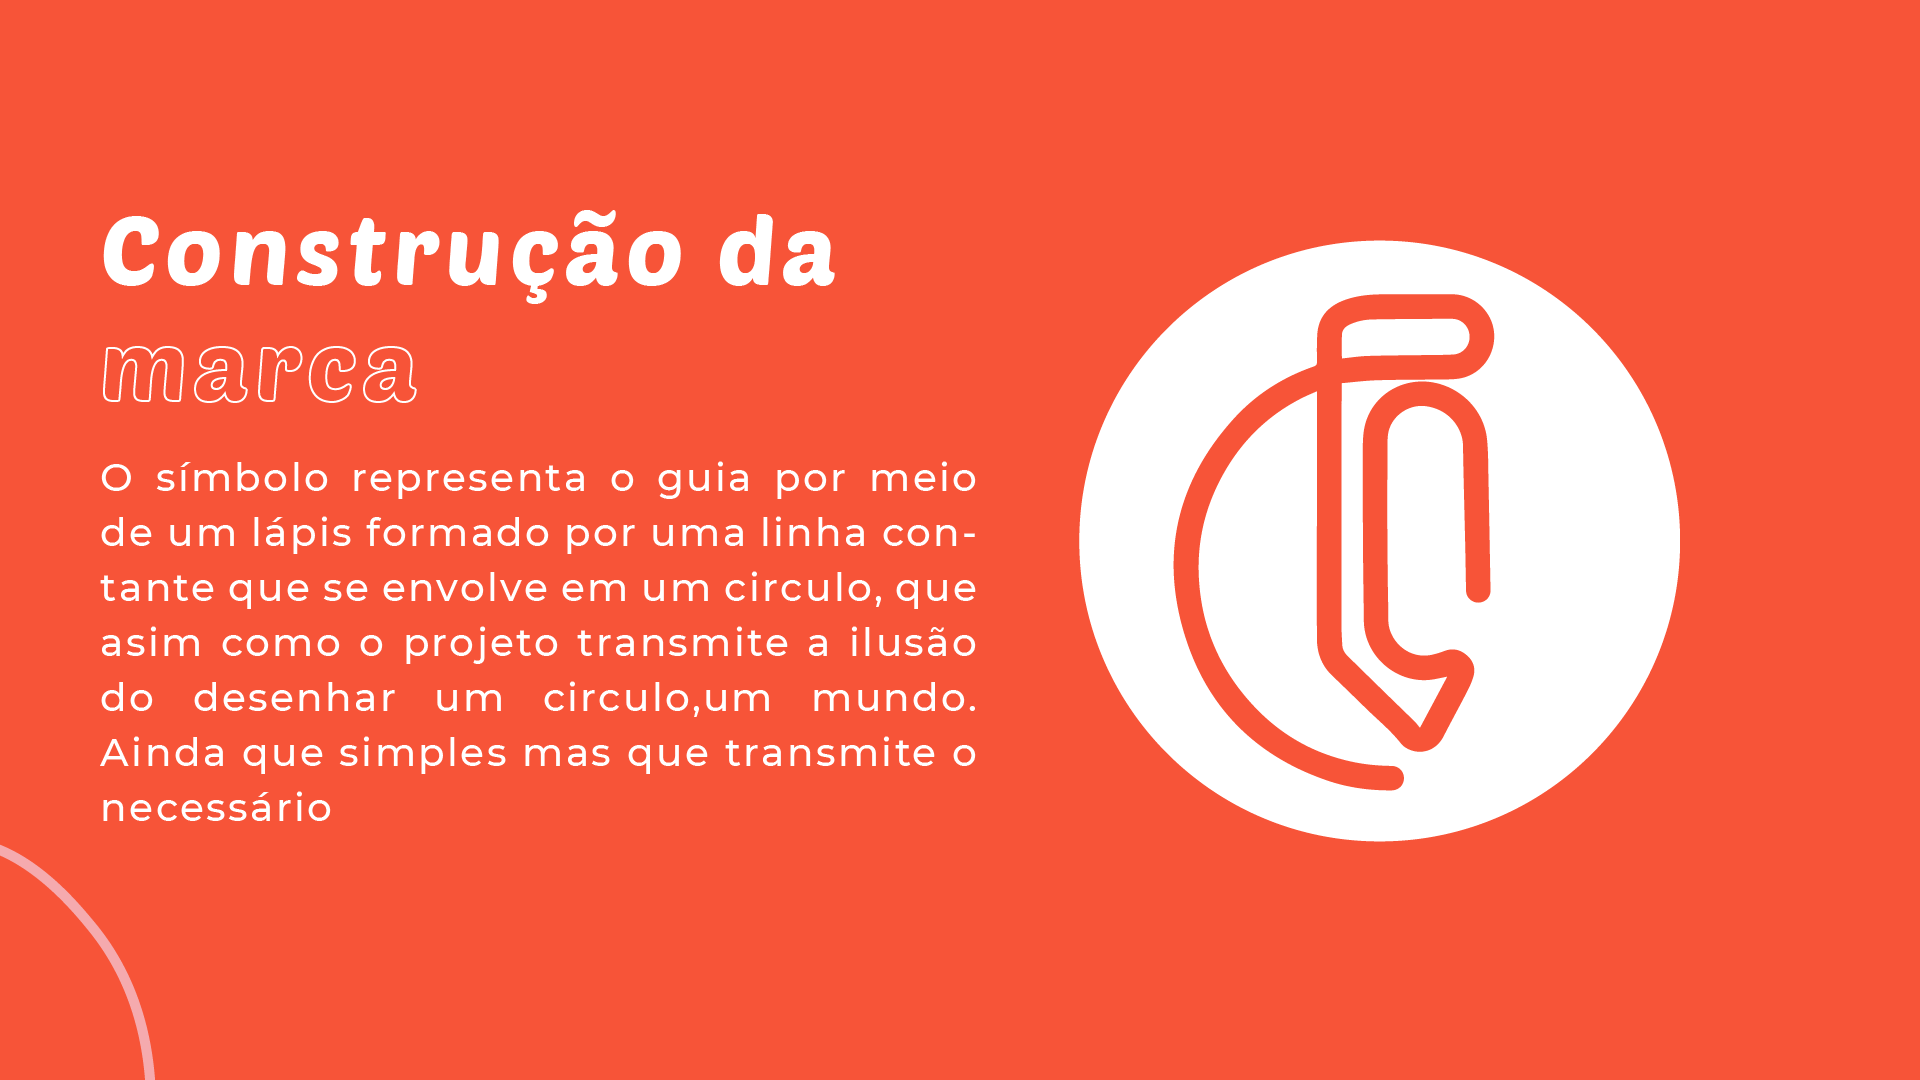 Construção da
marca
O símbolo representa o guia por meio
de um lápis formado por uma linha con-
tante que se envolve em um circulo, que
asim como o projeto transmite a ilusão
do desenhar um circulo,um mundo.
Ainda que simples mas que transmite o
necessário